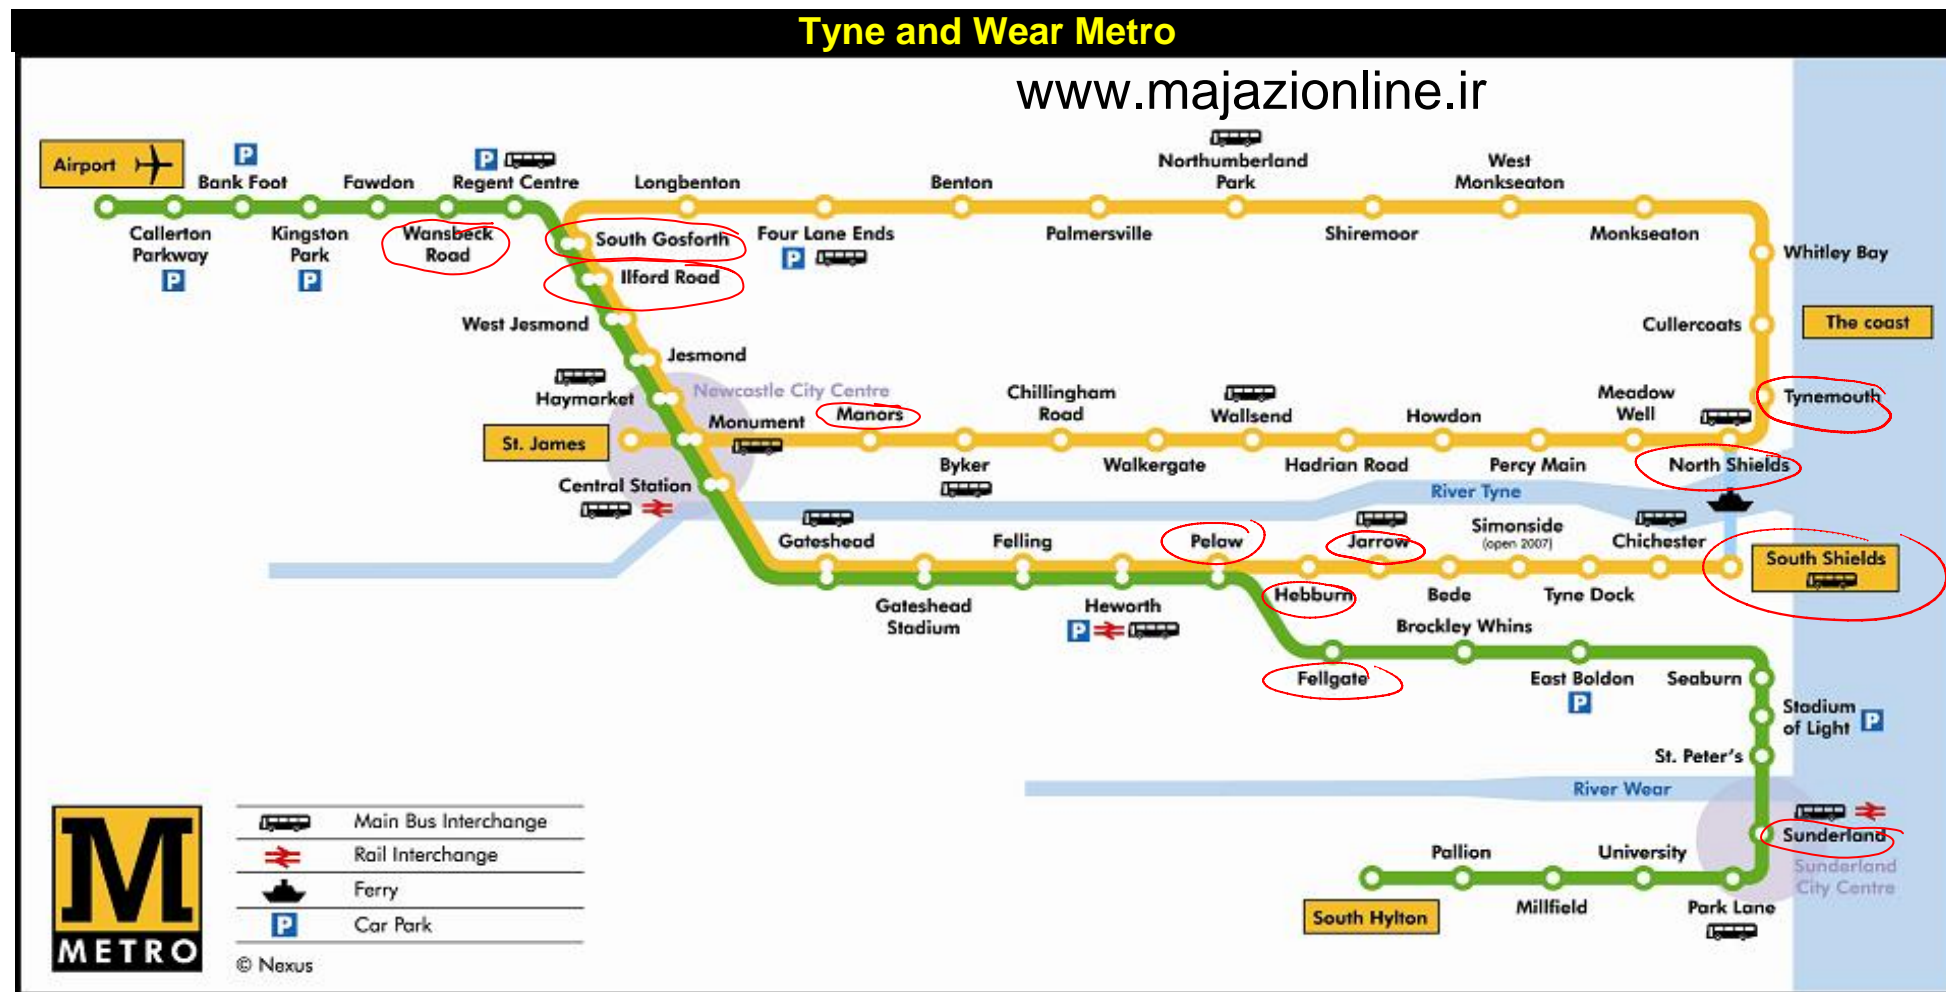 Tyne and Wear Metro
www.majazionline.ir
Airport
Bank Foot
Fawdon
Regent Centre
Longbenton
Benton
Northumberland
Park
West
Monkseaton
Callerton
Parkway
P
Kingston
Park
P
Wansbeck
Road
P
P
South Gosforth
Four Lane Ends
P
Palmersville
Shiremoor
Monkseaton
Whitley Bay
Ilford Road
West Jesmond
Cullercoats
The coast
Jesmond
Haymarket
Newcastle City Centre
Monument
Manors
Chillingham
Road
Wallsend
Howdon
Meadow
Well
Tynemouth
St. James
Byker
Walkergate
Hadrian Road
Percy Main
North Shields
Central Station
River Tyne
Gateshead
Felling
Pelaw
Jarrow
Simonside
(open 2007)
Chichester
South Shields
Gateshead
Stadium
Heworth
P
Hebburn
Bede
Tyne Dock
Brockley Whins
Fellgate
East Boldon
P
Seaburn
Stadium
of Light
P
St. Peter's
River Wear
Sunderland
Sunderland
City Centre
Pallion
University
South Hylton
Millfield
Park Lane
M
METRO
Main Bus Interchange
Rail Interchange
Ferry
P Car Park
© Nexus